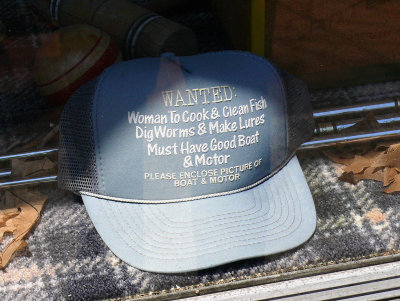 WANTED:
Woman To Cook & Clean Fish
Dig Worms & Make Lures
Must Have Good Boat
& Motor
PLEASE ENCLOSE PICTURE OF
BOAT & MOTOR